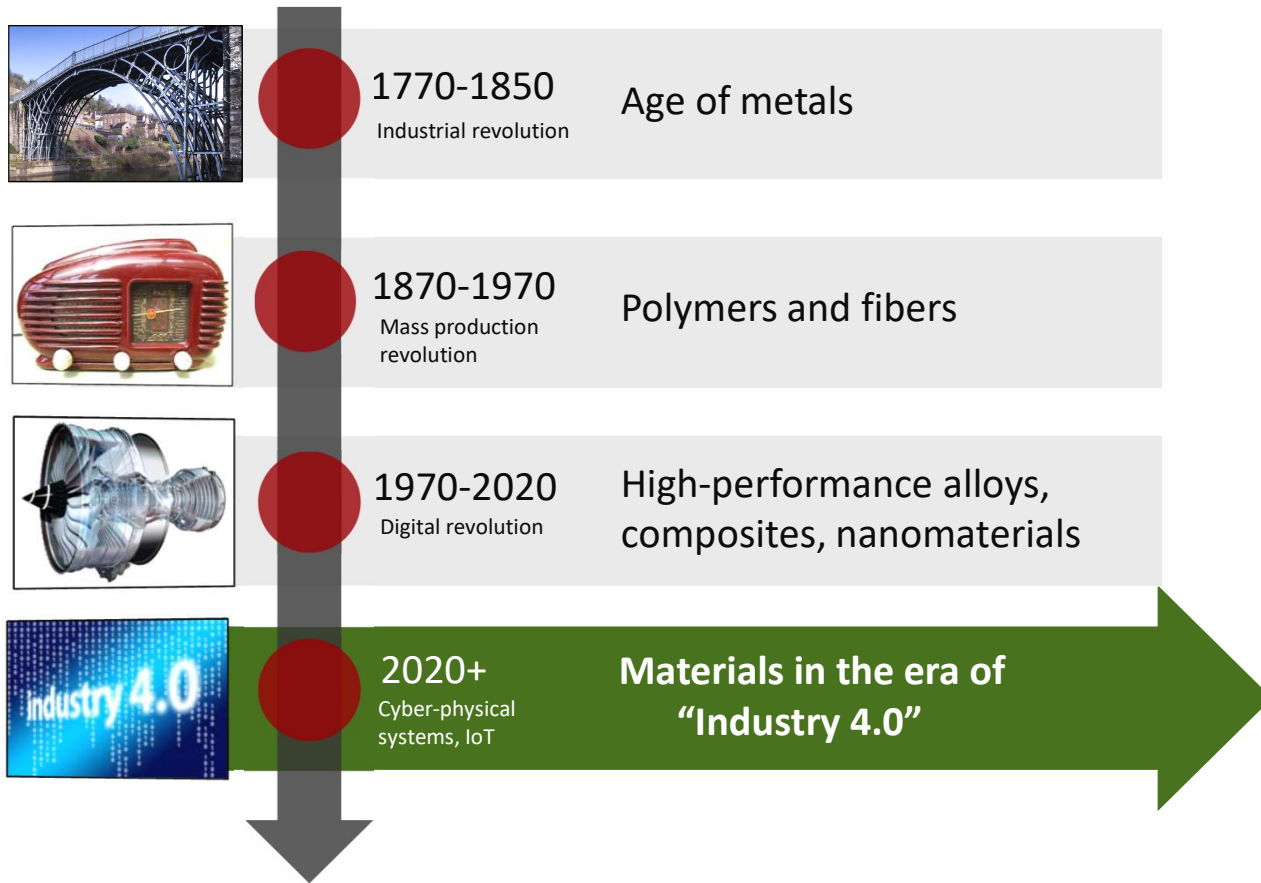 1770-1850
Industrial revolution
Age of metals
1870-1970
Mass production
revolution
Polymers and fibers
1970-2020
Digital revolution
High-performance alloys,
composites, nanomaterials
industry 4.0
2020+
Cyber-physical
systems, IoT
Materials in the era of
“Industry 4.0”